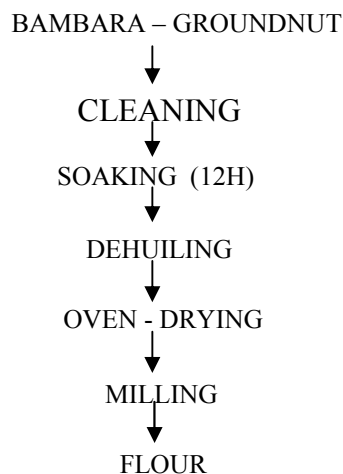 BAMBARA – GROUNDNUT
CLEANING
SOAKING (12H)
DEHUILING
OVEN - DRYING
MILLING
FLOUR